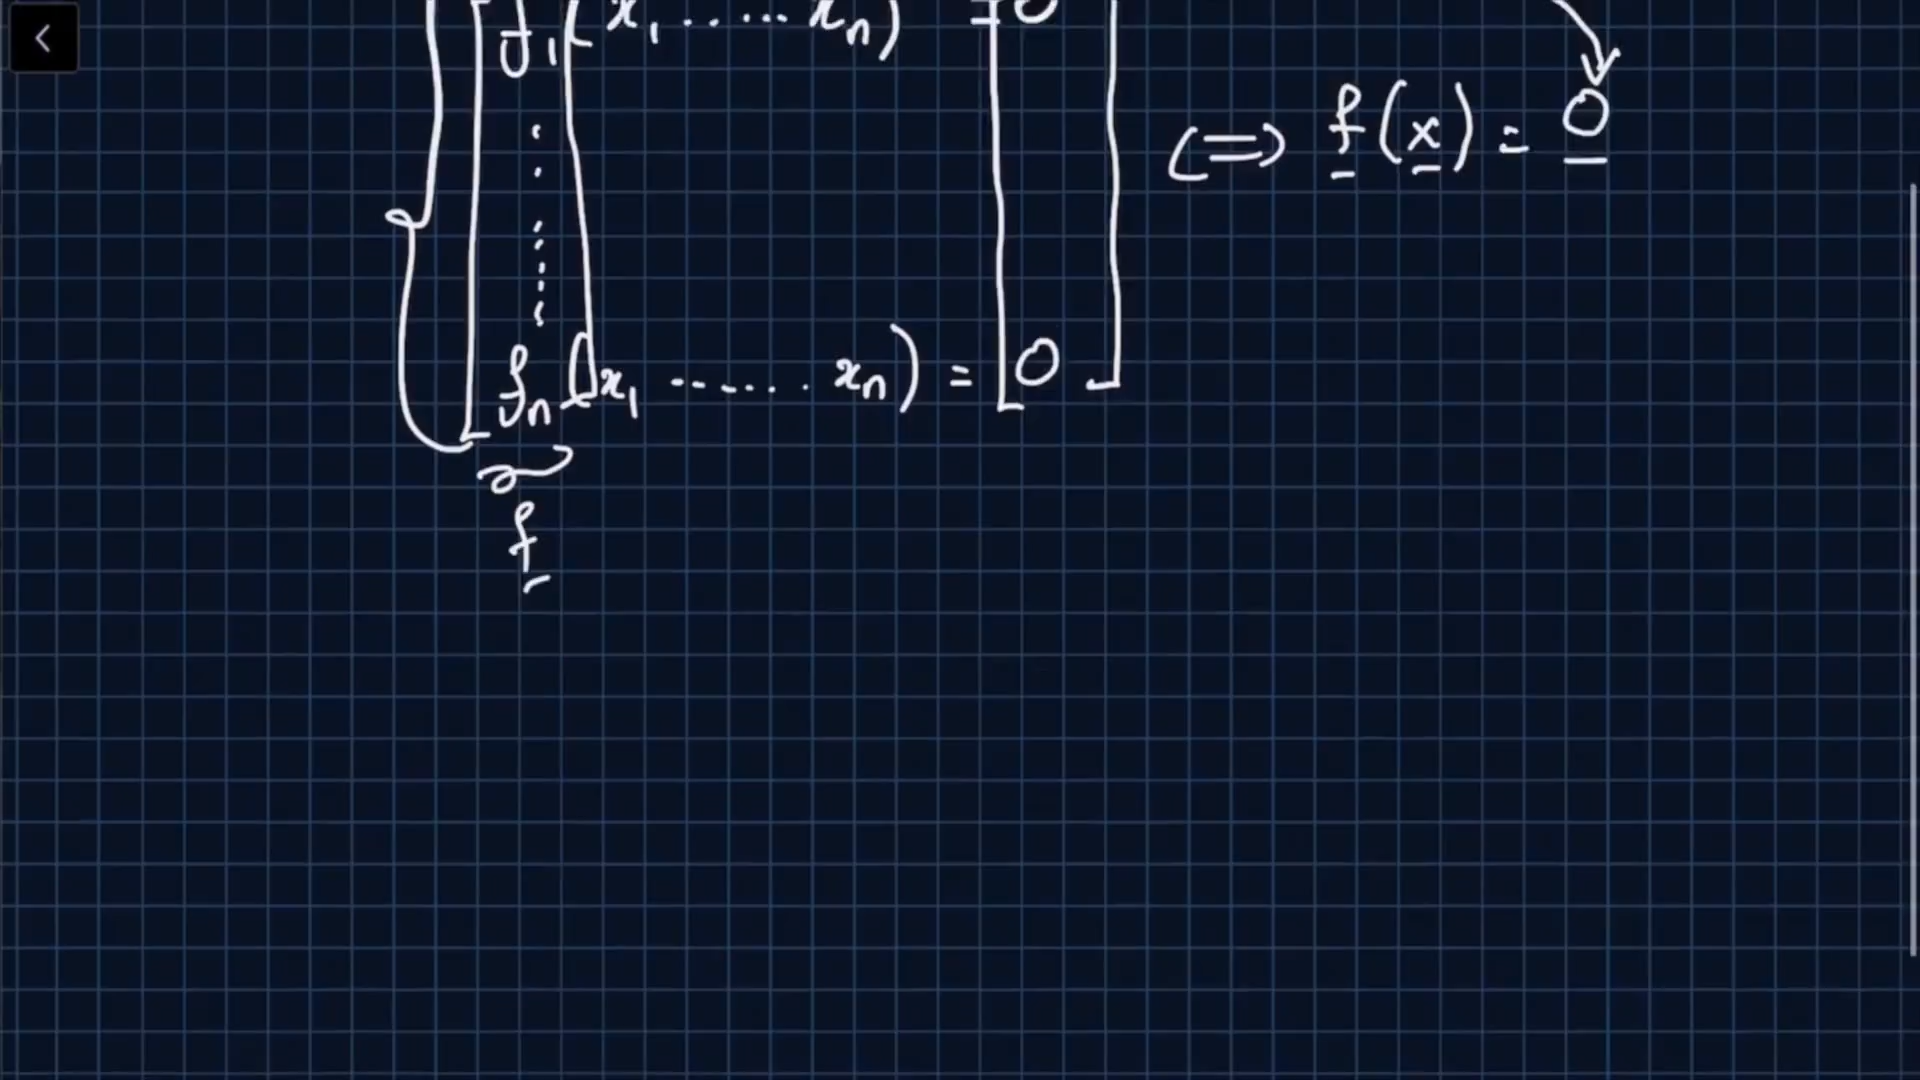 f₁(x₁ ...... xₙ) = 0
⇔ f(x) = 0
fₙ(x₁ ....... xₙ) = 0
f